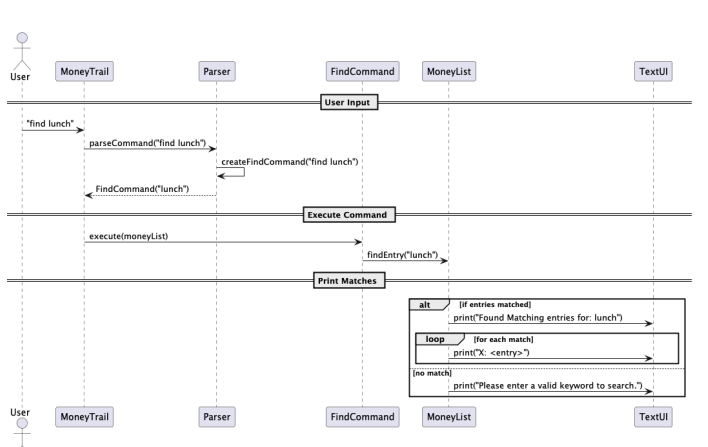 User
MoneyTrail
Parser
FindCommand
MoneyList
TextUI
User Input
"find lunch"
parseCommand("find lunch")
createFindCommand("find lunch")
FindCommand("lunch")
Execute Command
execute(moneyList)
findEntry("lunch")
Print Matches
alt [if entries matched]
print("Found Matching entries for: lunch")
loop [for each match]
print("X: <entry>")
[no match]
print("Please enter a valid keyword to search.")
User
MoneyTrail
Parser
FindCommand
MoneyList
TextUI